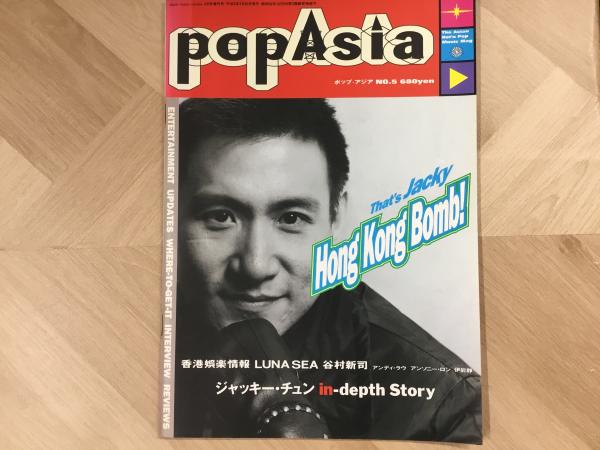 popAsia
The Asian
Hot'n Pop
Music Mag
ポップ・アジア NO.5 680yen
ENTERTAINMENT UPDATES WHERE-TO-GET-IT INTERVIEW REVIEWS
That's Jacky
Hong Kong Bomb!
香港娯楽情報 LUNA SEA 谷村新司 アンディ・ラウ アンソニー・ロン
ジャッキー・チュン in-depth Story